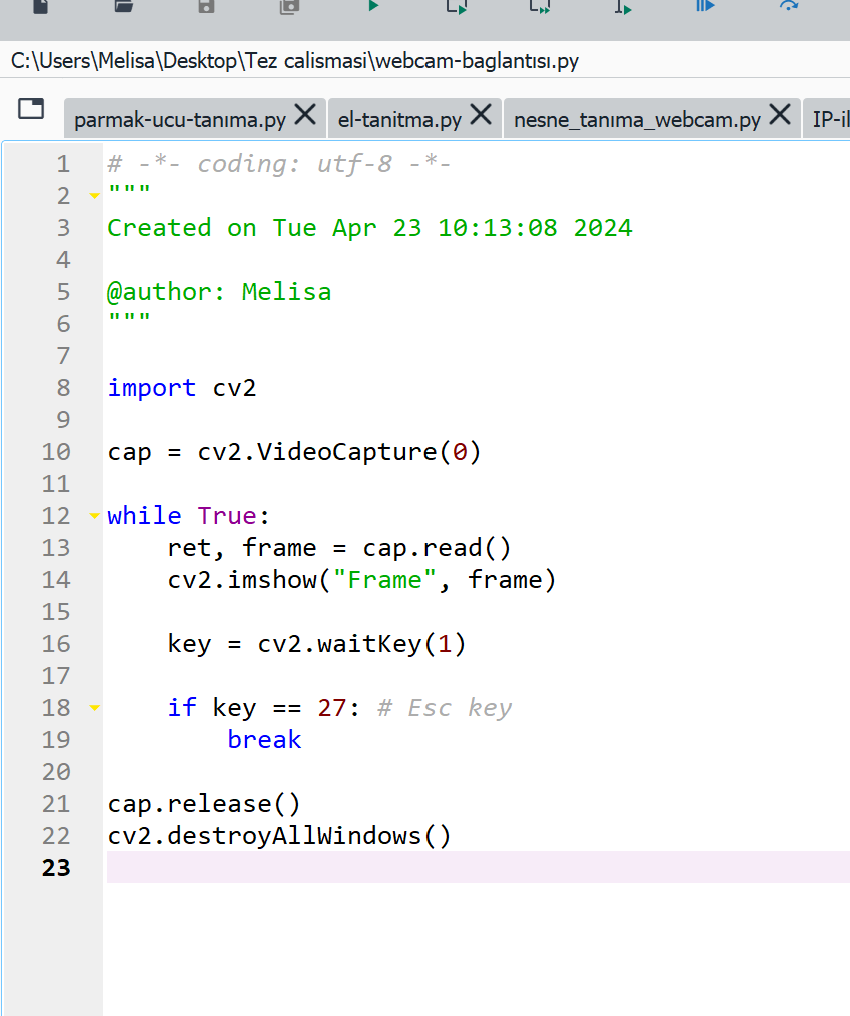 C:\Users\Melisa\Desktop\Tez calismasi\webcam-baglantısı.py
parmak-ucu-tanıma.py el-tanitma.py nesne_tanıma_webcam.py IP-il
1 # -*- coding: utf-8 -*-
2 """
3 Created on Tue Apr 23 10:13:08 2024
4
5 @author: Melisa
6 """
7
8 import cv2
9
10 cap = cv2.VideoCapture(0)
11
12 while True:
13     ret, frame = cap.read()
14     cv2.imshow("Frame", frame)
15
16     key = cv2.waitKey(1)
17
18     if key == 27: # Esc key
19         break
20
21 cap.release()
22 cv2.destroyAllWindows()
23